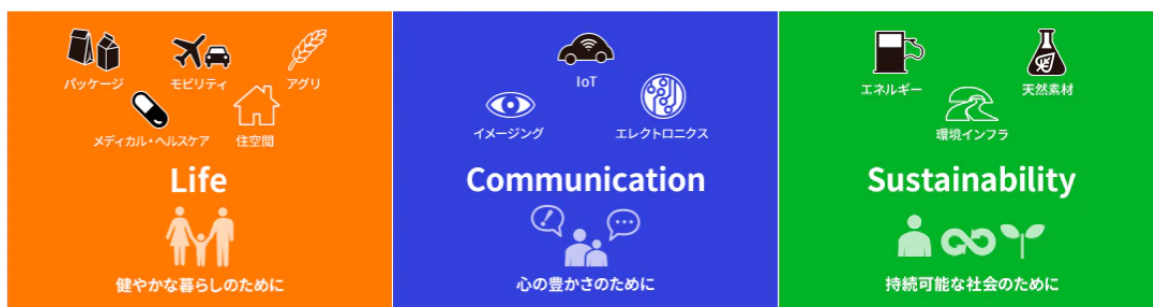 パッケージ
モビリティ
アグリ
メディカル・ヘルスケア
住空間
Life
健やかな暮らしのために
IoT
イメージング
エレクトロニクス
Communication
心の豊かさのために
エネルギー
天然素材
環境インフラ
Sustainability
持続可能な社会のために